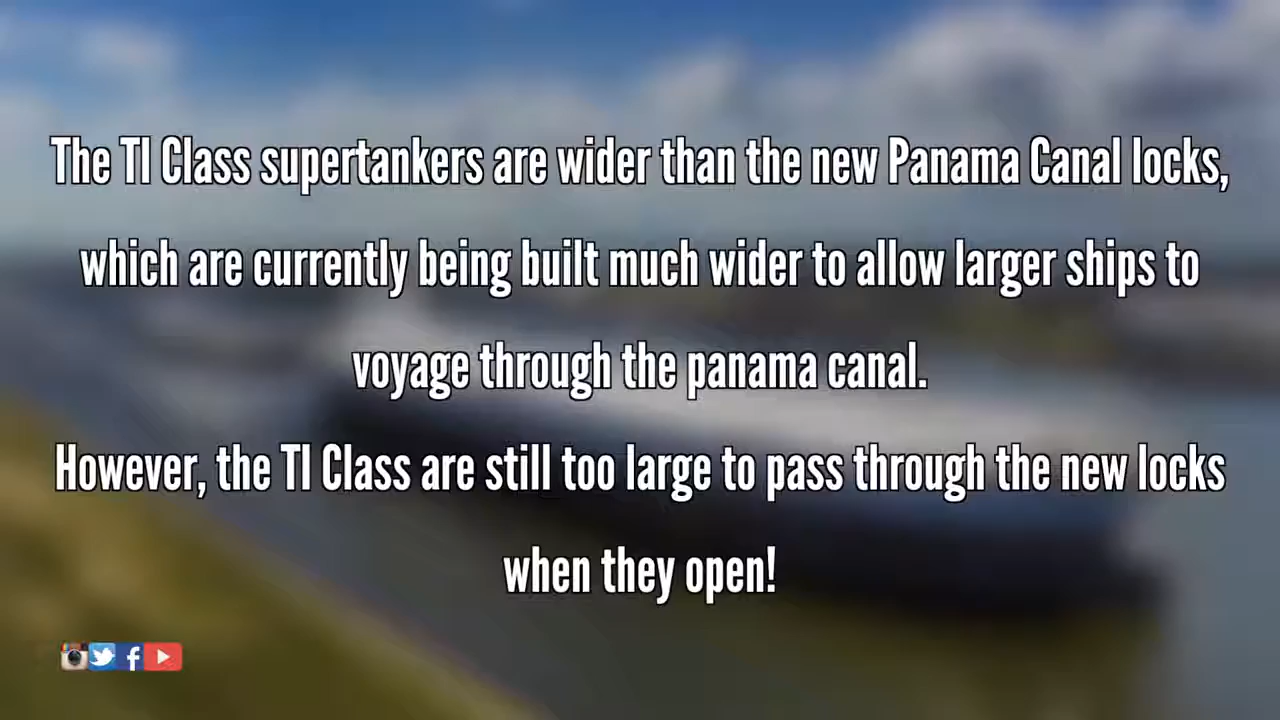 The TI Class supertankers are wider than the new Panama Canal locks,
which are currently being built much wider to allow larger ships to
voyage through the panama canal.
However, the TI Class are still too large to pass through the new locks
when they open!